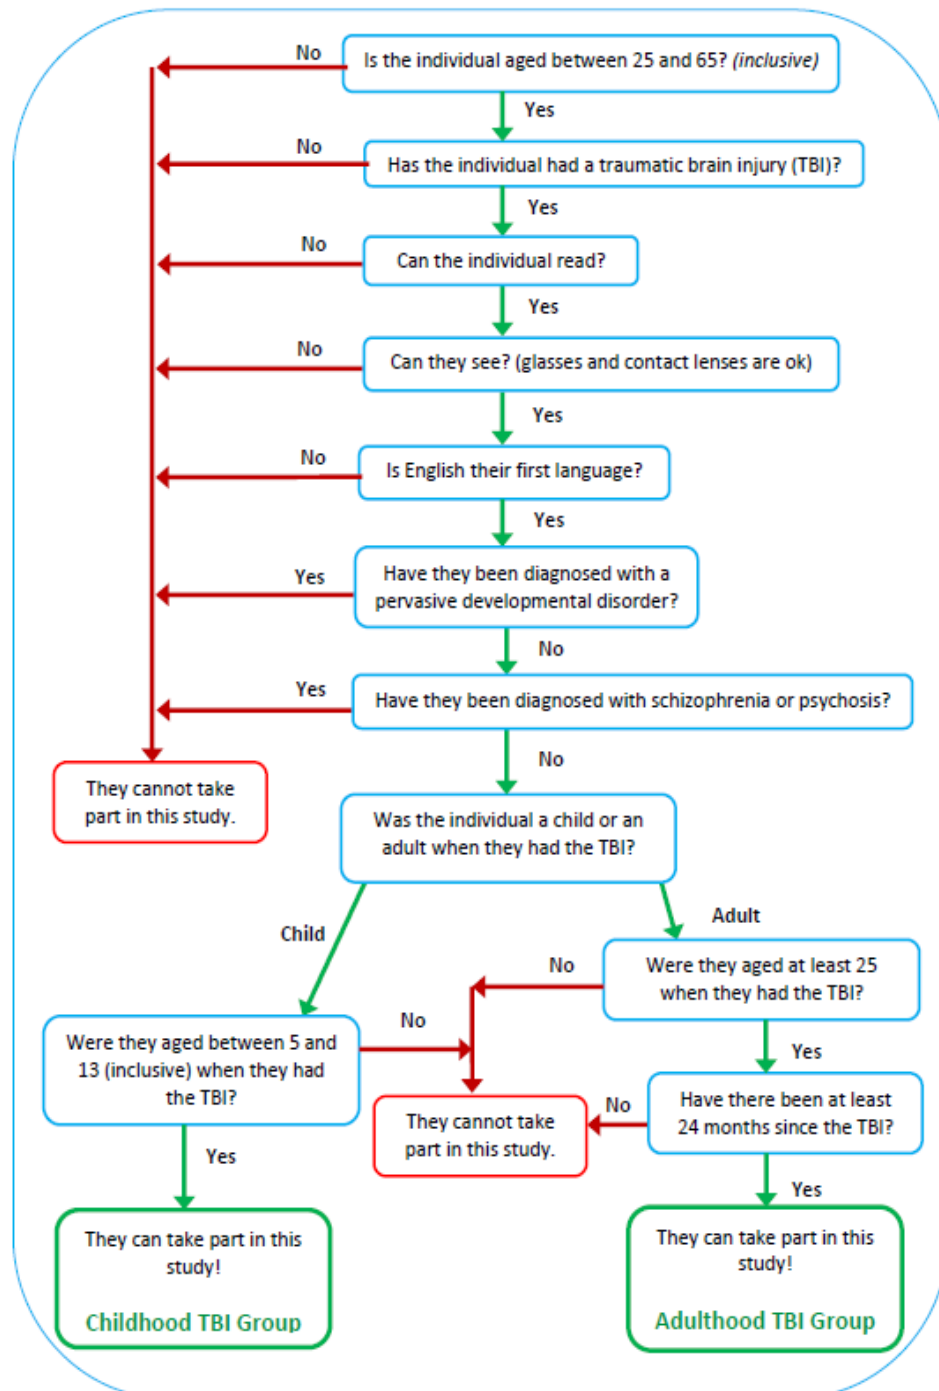 No
Is the individual aged between 25 and 65? (inclusive)
Yes
No
Has the individual had a traumatic brain injury (TBI)?
Yes
No
Can the individual read?
Yes
No
Can they see? (glasses and contact lenses are ok)
Yes
No
Is English their first language?
Yes
Yes
Have they been diagnosed with a
pervasive developmental disorder?
No
Yes
Have they been diagnosed with schizophrenia or psychosis?
No
They cannot take
part in this study.
Was the individual a child or an
adult when they had the TBI?
Child
Adult
No
Were they aged at least 25
when they had the TBI?
No
Were they aged between 5 and
13 (inclusive) when they had
the TBI?
Yes
Have there been at least
24 months since the TBI?
No
They cannot take
part in this study.
Yes
Yes
They can take part in this
study!
Childhood TBI Group
They can take part in this
study!
Adulthood TBI Group